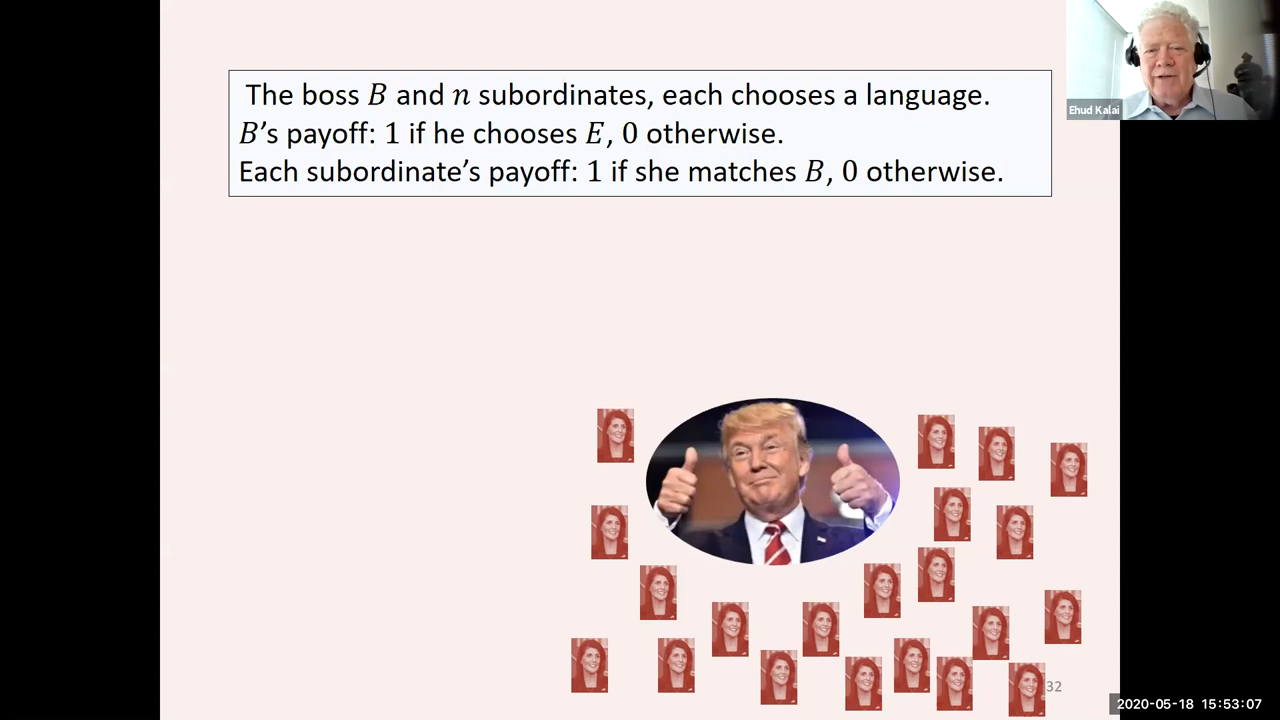 The boss B and n subordinates, each chooses a language.
B’s payoff: 1 if he chooses E, 0 otherwise.
Each subordinate’s payoff: 1 if she matches B, 0 otherwise.
Ehud Kalai
32
2020-05-18 15:53:07